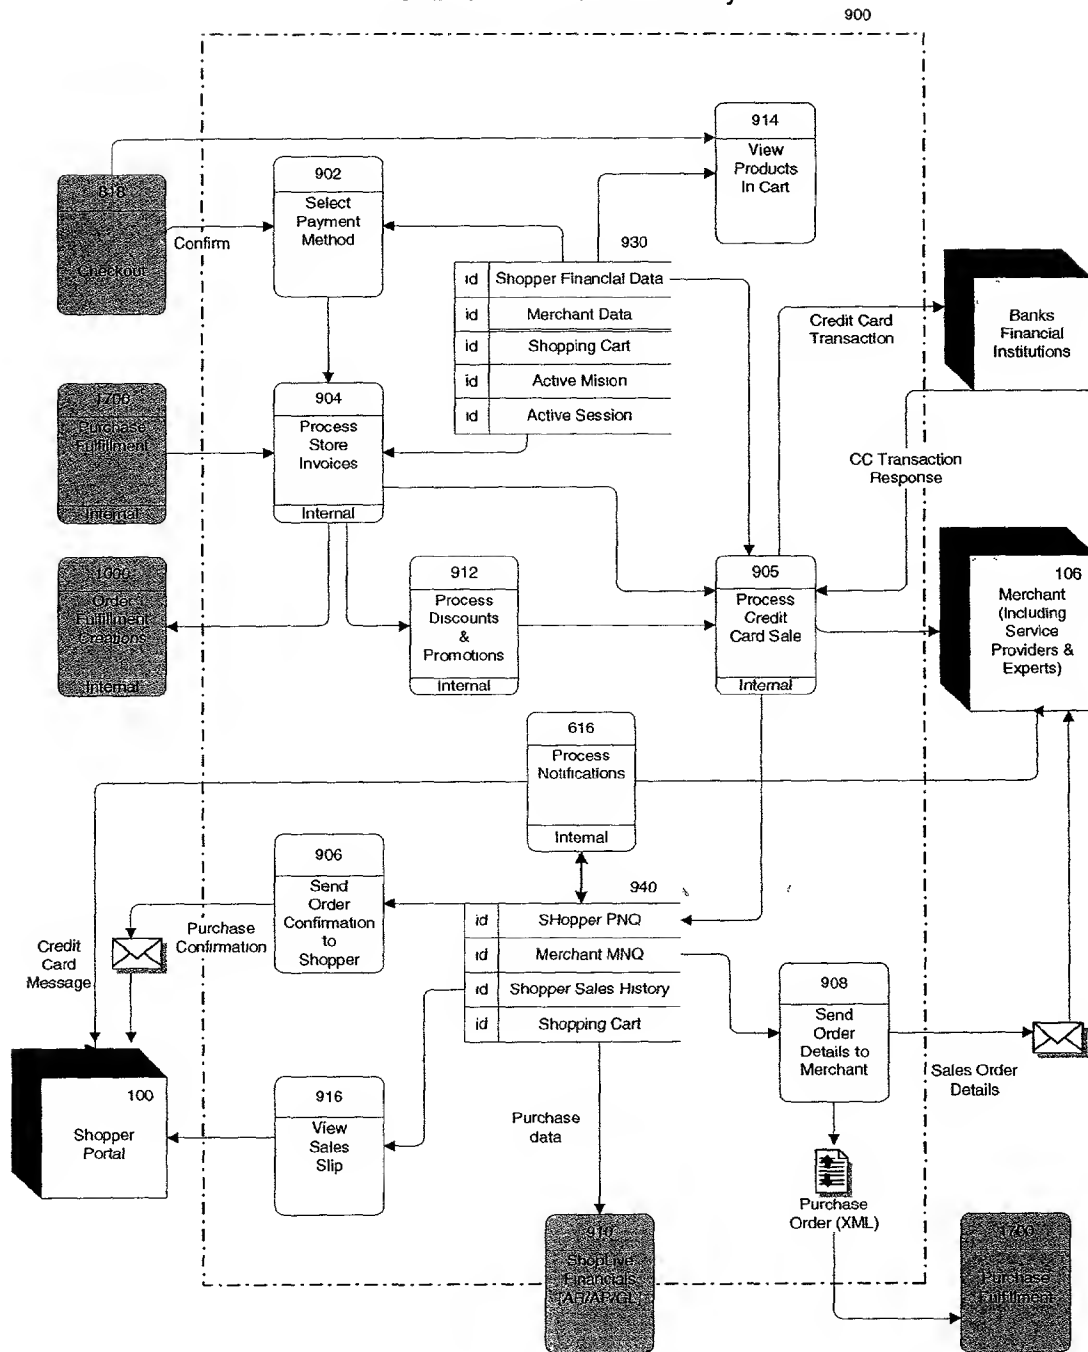 900
914
View
Products
In Cart
902
Select
Payment
Method
818
Checkout
Confirm
930
id Shopper Financial Data
id Merchant Data
id Shopping Cart
id Active Mision
id Active Session
Credit Card
Transaction
Banks
Financial
Institutions
1700
Purchase
Fulfillment
Internal
904
Process
Store
Invoices
Internal
CC Transaction
Response
1000
Order
Fulfillment
Creations
Internal
912
Process
Discounts
&
Promotions
Internal
905
Process
Credit
Card Sale
Internal
106
Merchant
(Including
Service
Providers &
Experts)
616
Process
Notifications
Internal
906
Send
Order
Confirmation
to
Shopper
Purchase
Confirmation
Credit
Card
Message
940
id SHopper PNQ
id Merchant MNQ
id Shopper Sales History
id Shopping Cart
908
Send
Order
Details to
Merchant
Sales Order
Details
100
Shopper
Portal
916
View
Sales
Slip
Purchase
data
Purchase
Order (XML)
910
ShopLive
Financials
(AR/AP/GL)
1700
Purchase
Fulfillment